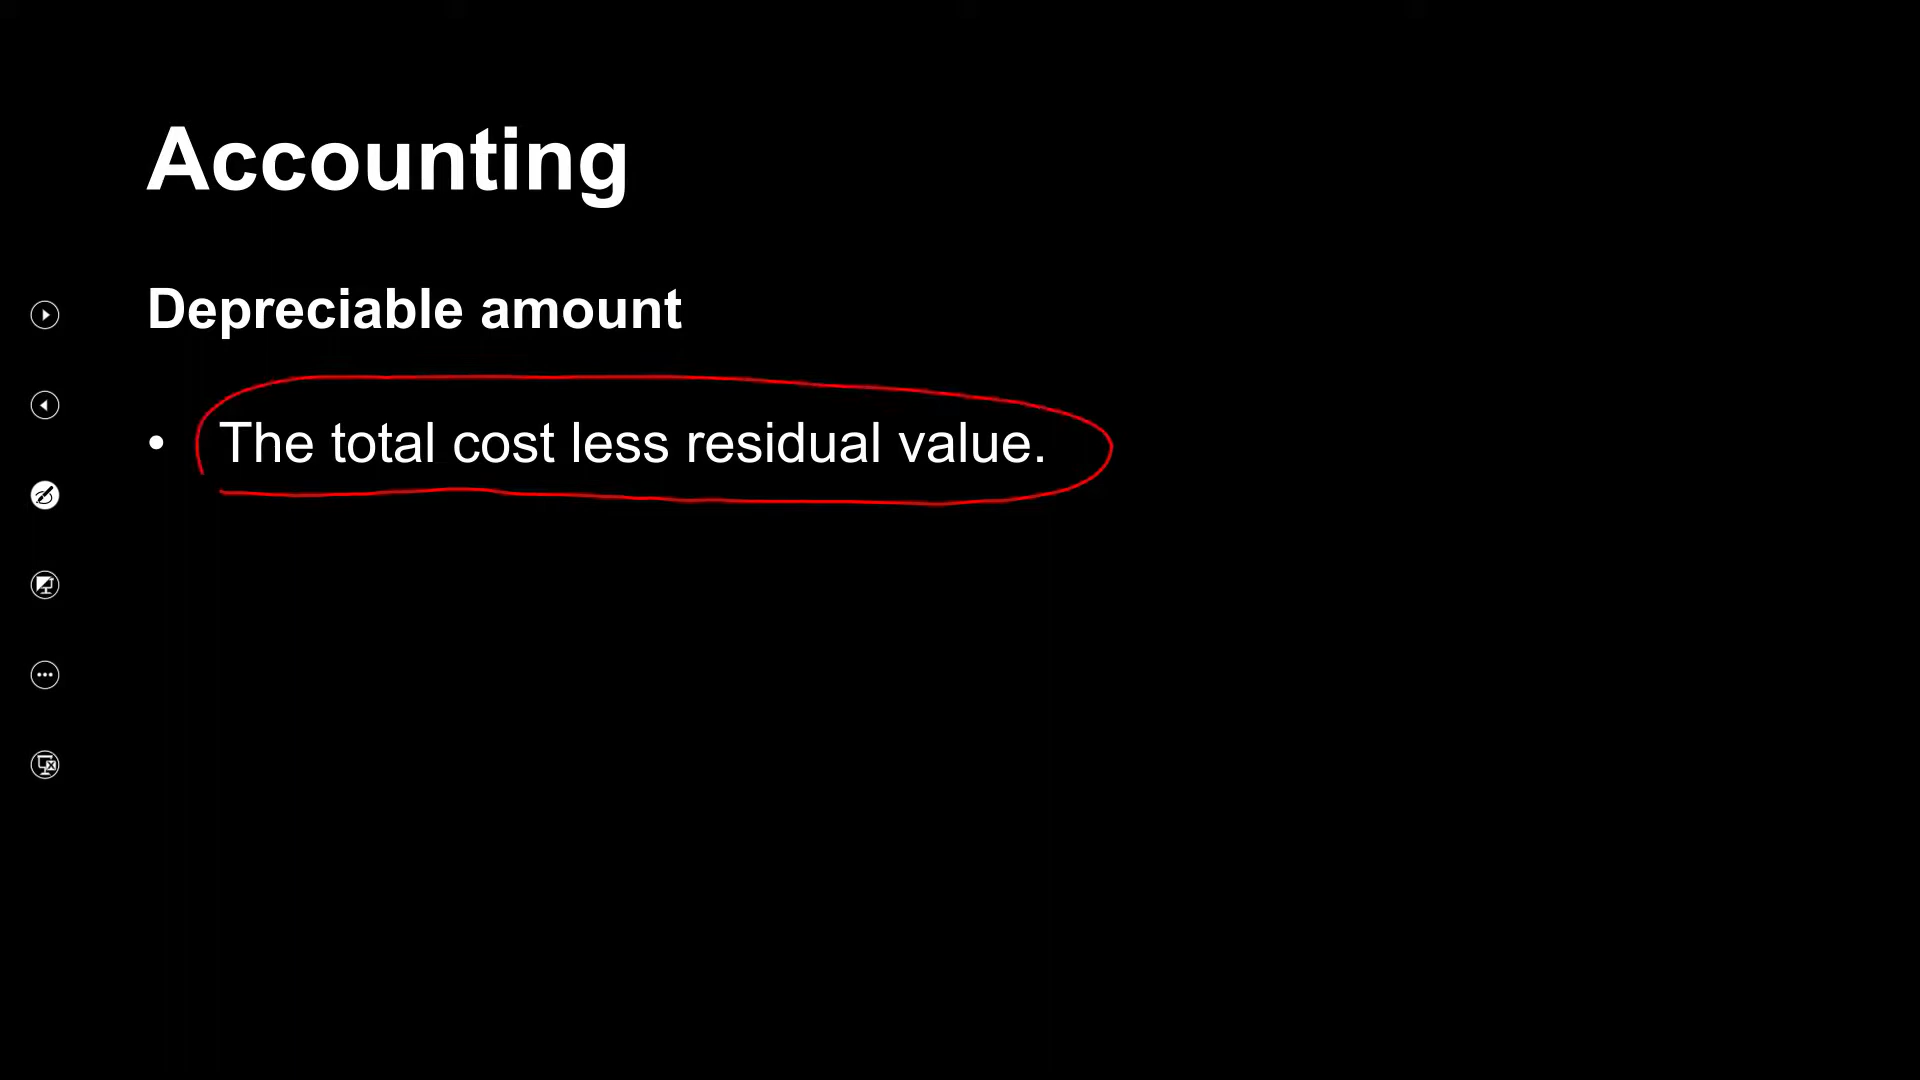 Accounting
Depreciable amount
• The total cost less residual value.